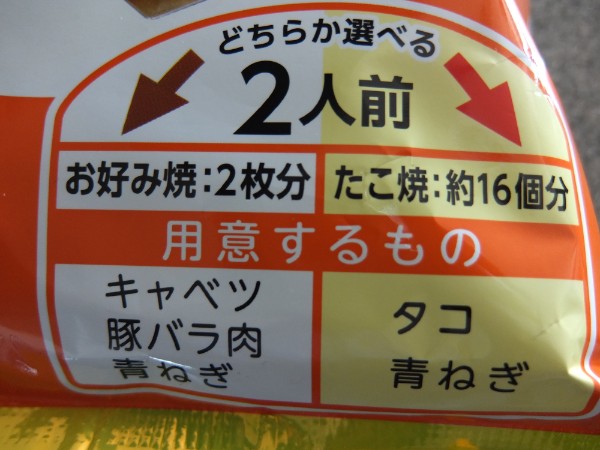 どちらか選べる
2人前
お好み焼:2枚分
たこ焼:約16個分
用意するもの
キャベツ
豚バラ肉
青ねぎ
タコ
青ねぎ